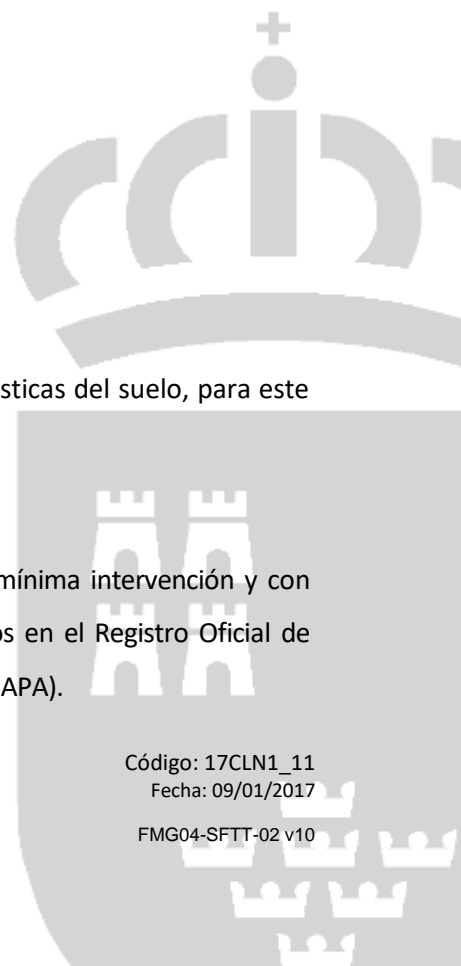 sticas del suelo, para este
mínima intervención y con
os en el Registro Oficial de
APA).
Código: 17CLN1_11
Fecha: 09/01/2017
FMG04-SFTT-02 v10